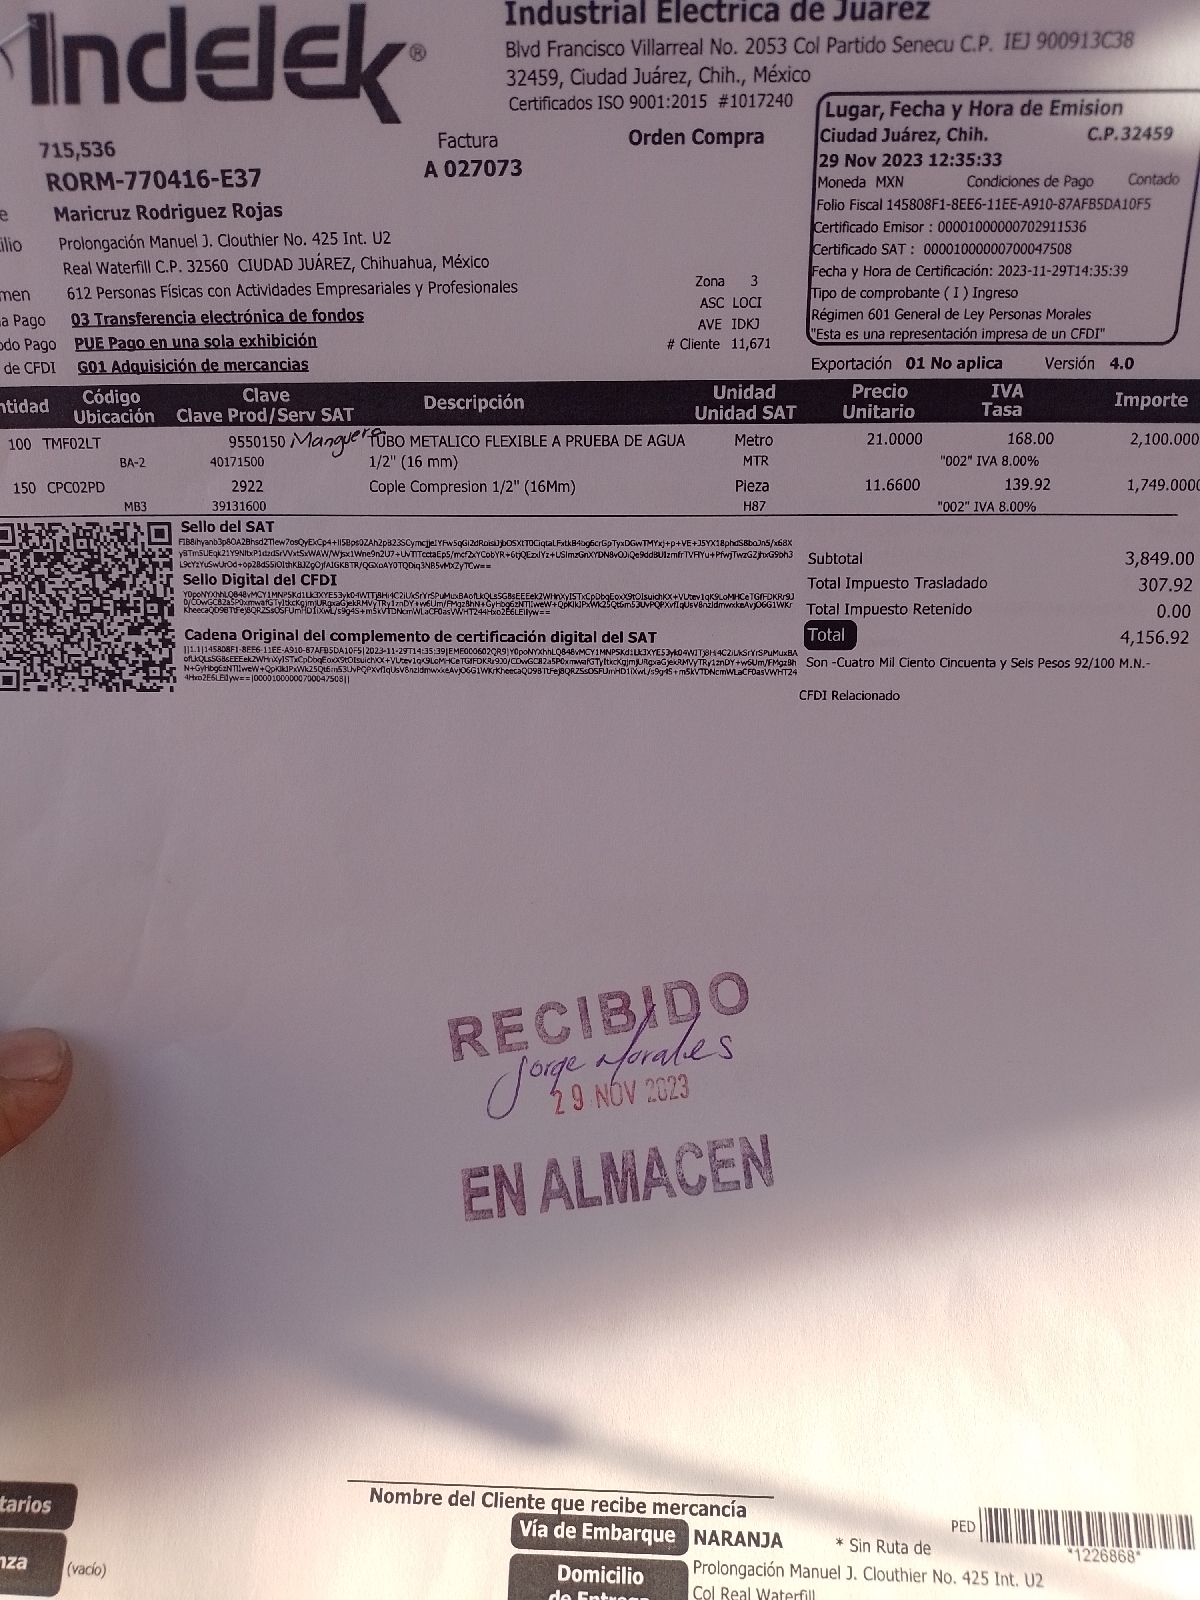 Indelek®
Industrial Electrica de Juarez
Blvd Francisco Villarreal No. 2053 Col Partido Senecu C.P. IEJ 900913C38
32459, Ciudad Juárez, Chih., México
Certificados ISO 9001:2015 #1017240
715,536
Factura
Orden Compra
RORM-770416-E37
A 027073
Maricruz Rodriguez Rojas
Prolongación Manuel J. Clouthier No. 425 Int. U2
Real Waterfill C.P. 32560 CIUDAD JUÁREZ, Chihuahua, México
612 Personas Físicas con Actividades Empresariales y Profesionales
a Pago 03 Transferencia electrónica de fondos
odo Pago PUE Pago en una sola exhibición
de CFDI G01 Adquisición de mercancias
Zona 3
ASC LOCI
AVE IDKJ
# Cliente 11,671
Lugar, Fecha y Hora de Emision
Ciudad Juárez, Chih. C.P.32459
29 Nov 2023 12:35:33
Moneda MXN Condiciones de Pago Contado
Folio Fiscal 145808F1-8EE6-11EE-A910-87AFB5DA10F5
Certificado Emisor : 00001000000702911536
Certificado SAT : 00001000000700047508
Fecha y Hora de Certificación: 2023-11-29T14:35:39
Tipo de comprobante ( I ) Ingreso
Régimen 601 General de Ley Personas Morales
"Esta es una representación impresa de un CFDI"
Exportación 01 No aplica Versión 4.0
ntidad Código Clave Descripción Unidad Precio IVA Importe
Ubicación Clave Prod/Serv SAT Unidad SAT Unitario Tasa
100 TMF02LT 9550150 Manguera TUBO METALICO FLEXIBLE A PRUEBA DE AGUA Metro 21.0000 168.00 2,100.000
BA-2 40171500 1/2" (16 mm) MTR "002" IVA 8.00%
150 CPC02PD 2922 Cople Compresion 1/2" (16Mm) Pieza 11.6600 139.92 1,749.0000
MB3 39131600 H87 "002" IVA 8.00%
Sello del SAT
Sello Digital del CFDI
Cadena Original del complemento de certificación digital del SAT
Subtotal 3,849.00
Total Impuesto Trasladado 307.92
Total Impuesto Retenido 0.00
Total 4,156.92
Son -Cuatro Mil Ciento Cincuenta y Seis Pesos 92/100 M.N.-
CFDI Relacionado
RECIBIDO
Jorge Morales
29 NOV 2023
EN ALMACEN
Nombre del Cliente que recibe mercancía
tarios
nza (vacío)
Vía de Embarque NARANJA * Sin Ruta de
PED *1226868*
Domicilio
de Entrega
Prolongación Manuel J. Clouthier No. 425 Int. U2
Col Real Waterfill